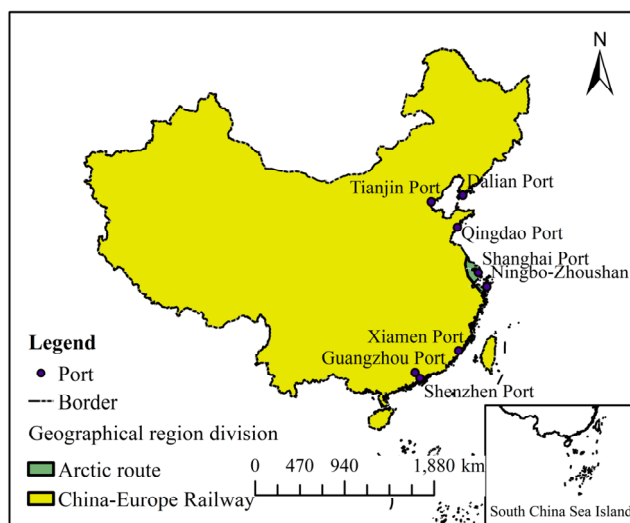 N
Dalian Port
Tianjin Port
Qingdao Port
Shanghai Port
Ningbo-Zhoushan
Xiamen Port
Guangzhou Port
Shenzhen Port
Legend
Port
Border
Geographical region division
Arctic route
China-Europe Railway
0 470 940 1,880 km
South China Sea Island